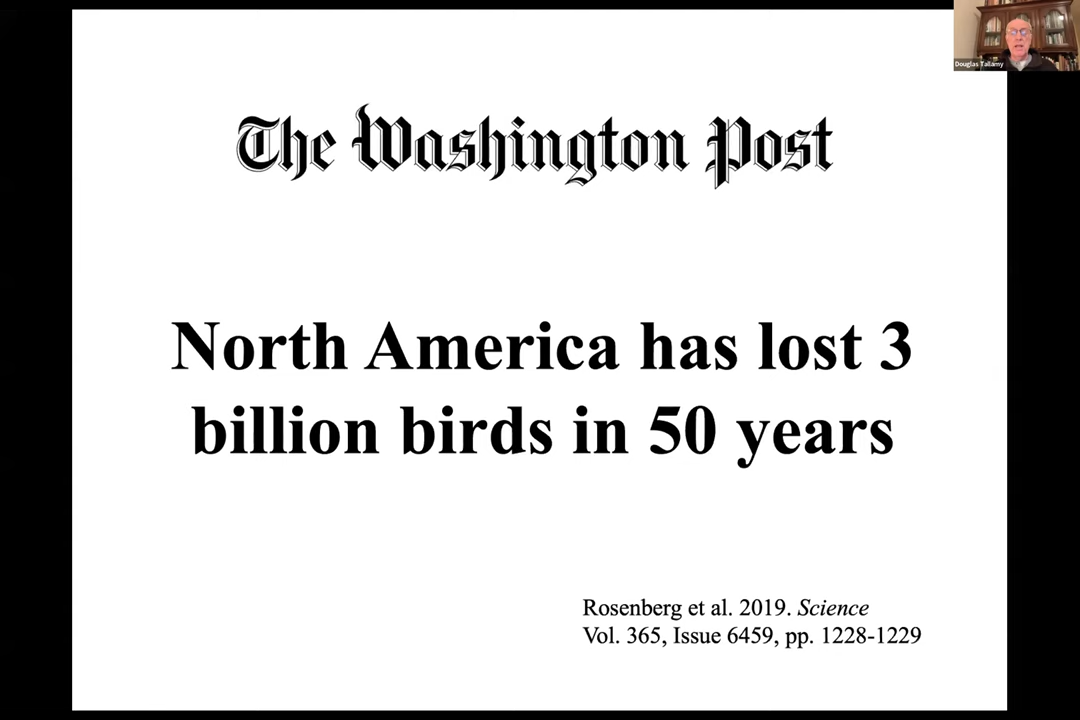 Douglas Tallamy
The Washington Post
North America has lost 3
billion birds in 50 years
Rosenberg et al. 2019. Science
Vol. 365, Issue 6459, pp. 1228-1229